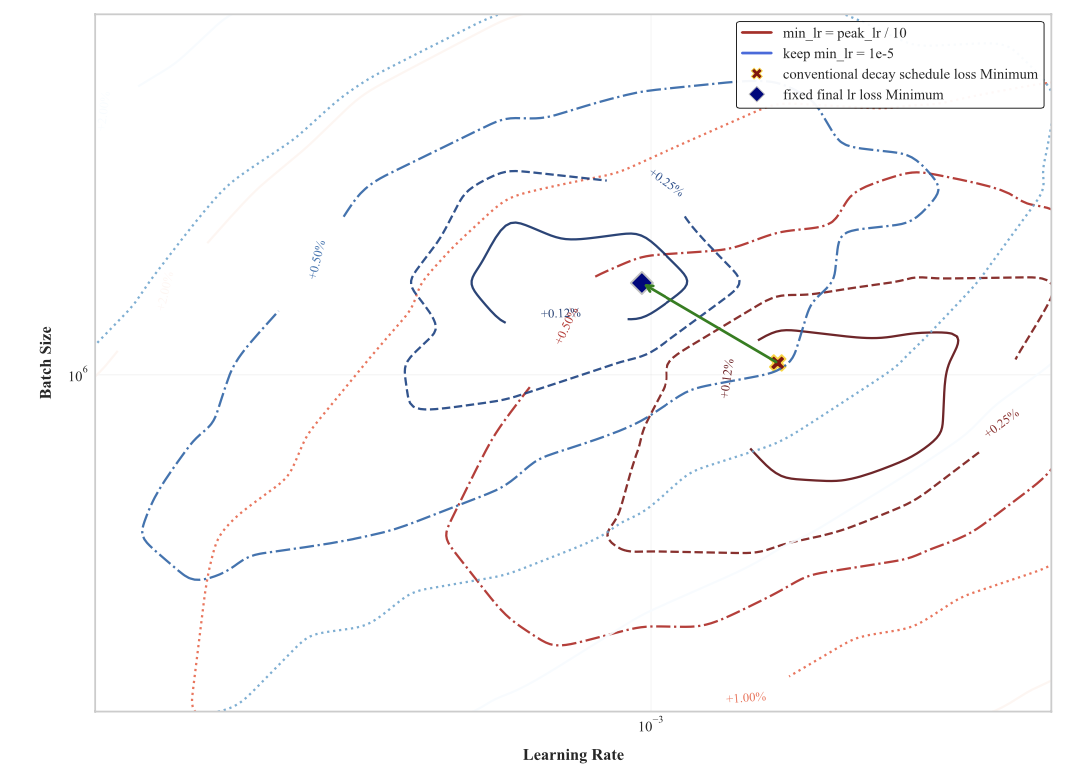 min_lr = peak_lr / 10
keep min_lr = 1e-5
conventional decay schedule loss Minimum
fixed final lr loss Minimum
+0.25%
+0.50%
+0.12%
+0.50%
+0.12%
+0.25%
+1.00%
Batch Size
10^6
10^−3
Learning Rate